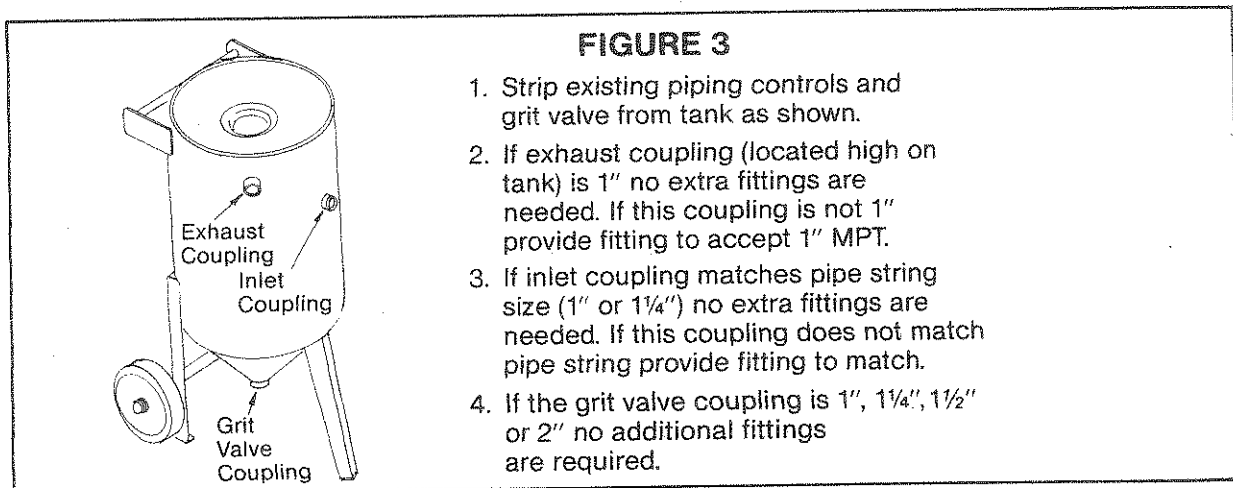 FIGURE 3
1. Strip existing piping controls and
grit valve from tank as shown.
2. If exhaust coupling (located high on
tank) is 1" no extra fittings are
needed. If this coupling is not 1"
provide fitting to accept 1" MPT.
3. If inlet coupling matches pipe string
size (1" or 1¼") no extra fittings are
needed. If this coupling does not match
pipe string provide fitting to match.
4. If the grit valve coupling is 1", 1¼", 1½"
or 2" no additional fittings
are required.
Exhaust
Coupling
Inlet
Coupling
Grit
Valve
Coupling